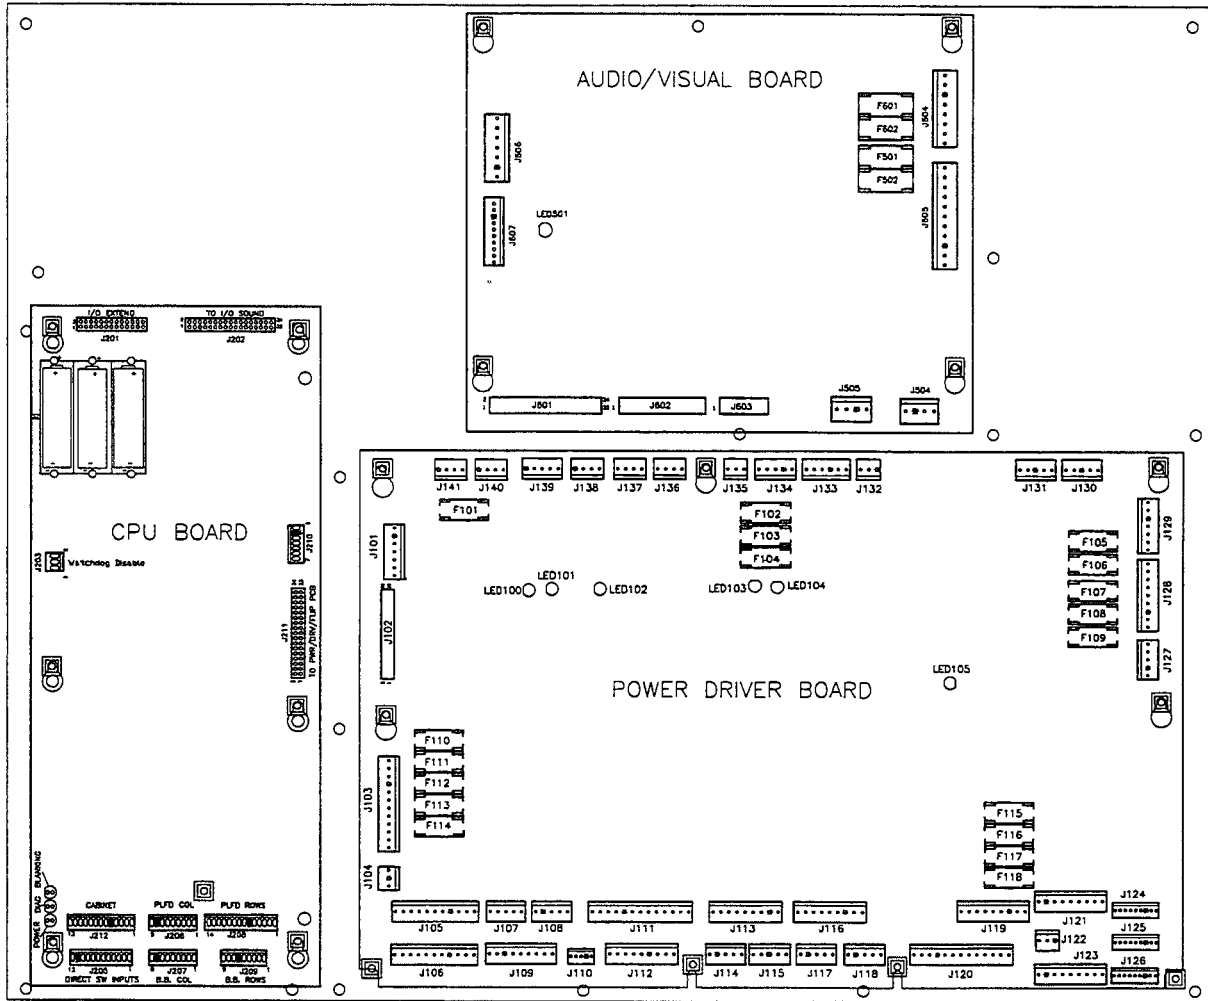 AUDIO/VISUAL BOARD
F601
F602
F501
F502
J604
J605
J506
J507
LED501
J601
J602
J603
J505
J504
I/O EXTEND
TO I/O SOUND
J201
J202
CPU BOARD
J203
Watchdog Disable
J210
J211
TO PWR/DRV/FLIP PCB
POWER DIAG BLANKING
CABINET
PLFD COL
PLFD ROWS
J212
J206
J208
J205
J207
J209
DIRECT SW INPUTS
B.B. COL
B.B. ROWS
J141
J140
J139
J138
J137
J136
J135
J134
J133
J132
J131
J130
F101
F102
F103
F104
J101
J102
LED100
LED101
LED102
LED103
LED104
F105
F106
F107
F108
F109
J129
J128
J127
LED105
POWER DRIVER BOARD
F110
F111
F112
F113
F114
J103
J104
F115
F116
F117
F118
J105
J107
J108
J111
J113
J116
J119
J121
J124
J125
J122
J123
J126
J106
J109
J110
J112
J114
J115
J117
J118
J120